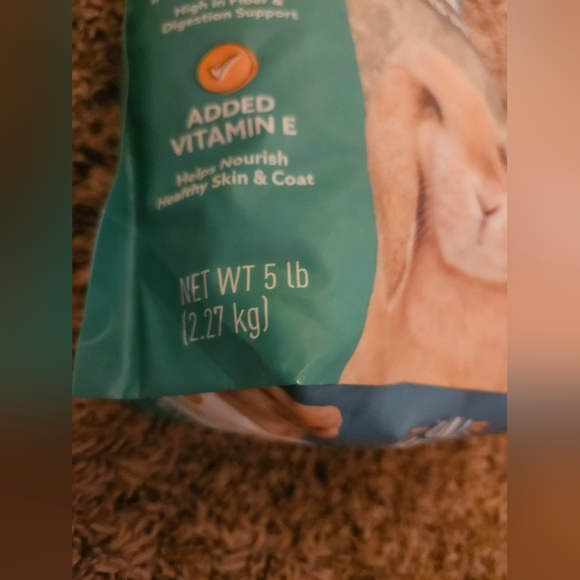 High in Fiber &
Digestion Support
ADDED
VITAMIN E
Helps Nourish
Healthy Skin & Coat
NET WT 5 lb
(2.27 kg)